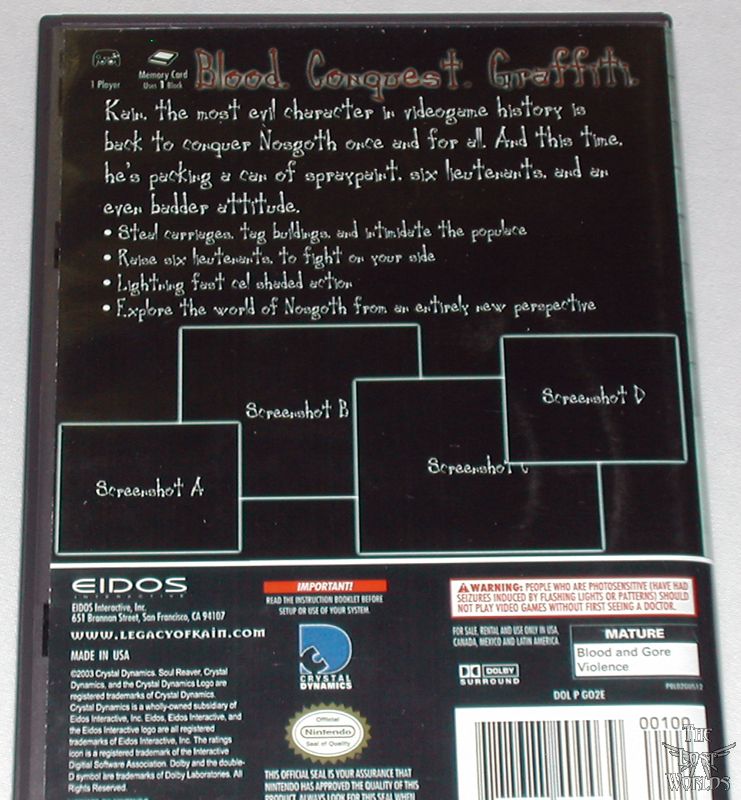 1 Player
Memory Card
Uses 1 Block
Blood. Conquest. Graffiti.
Kain, the most evil character in videogame history is
back to conquer Nosgoth once and for all. And this time,
he's packing a can of spraypaint, six lieutenants, and an
even badder attitude.
• Steal carriages, tag buildings, and intimidate the populace
• Raise six lieutenants, to fight on your side
• Lightning fast cel shaded action
• Explore the world of Nosgoth from an entirely new perspective
Screenshot B
Screenshot D
Screenshot
Screenshot A
EIDOS
INTERACTIVE
EIDOS Interactive, Inc.
651 Brannan Street, San Francisco, CA 94107
WWW.LEGACYOFKAIN.COM
MADE IN USA
©2003 Crystal Dynamics. Soul Reaver, Crystal
Dynamics, and the Crystal Dynamics Logo are
registered trademarks of Crystal Dynamics.
Crystal Dynamics is a wholly-owned subsidiary of
Eidos Interactive, Inc. Eidos, Eidos Interactive, and
the Eidos Interactive logo are all registered
trademarks of Eidos Interactive, Inc. The ratings
icon is a registered trademark of the Interactive
Digital Software Association. Dolby and the double-
D symbol are trademarks of Dolby Laboratories. All
Rights Reserved.
IMPORTANT!
READ THE INSTRUCTION BOOKLET BEFORE
SETUP OR USE OF YOUR SYSTEM.
CRYSTAL
DYNAMICS
Official
Nintendo
Seal of Quality
THIS OFFICIAL SEAL IS YOUR ASSURANCE THAT
NINTENDO HAS APPROVED THE QUALITY OF THIS
PRODUCT. ALWAYS LOOK FOR THIS SEAL WHEN
WARNING: PEOPLE WHO ARE PHOTOSENSITIVE (HAVE HAD
SEIZURES INDUCED BY FLASHING LIGHTS OR PATTERNS) SHOULD
NOT PLAY VIDEO GAMES WITHOUT FIRST SEEING A DOCTOR.
FOR SALE, RENTAL AND USE ONLY IN USA,
CANADA, MEXICO AND LATIN AMERICA
DOLBY
SURROUND
MATURE
Blood and Gore
Violence
DOL P GO2E
00100
The
Lost
Worlds